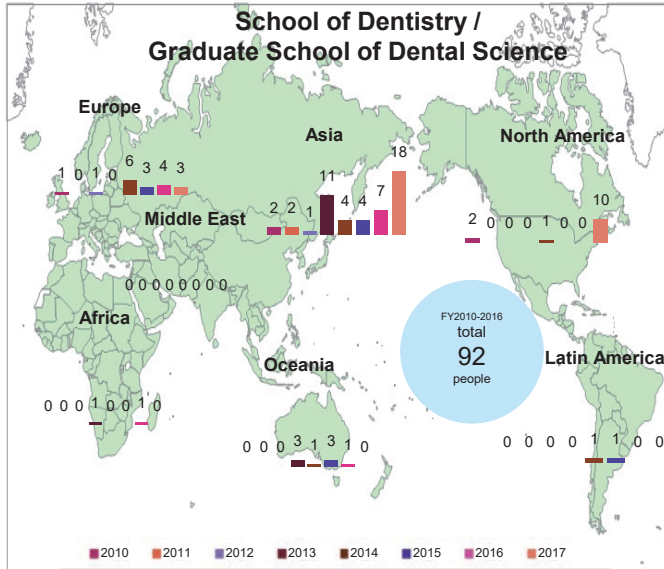 School of Dentistry /
Graduate School of Dental Science
Europe
1 0 1 0 6 3 4 3
Asia
2 2 1 11 4 4 7 18
North America
2 0 0 0 1 0 0 10
Middle East
0 0 0 0 0 0 0 0
Africa
0 0 0 1 0 0 1 0
Oceania
0 0 0 3 1 3 1 0
FY2010-2016
total
92
people
Latin America
0 0 0 0 1 1 0 0
2010 2011 2012 2013 2014 2015 2016 2017